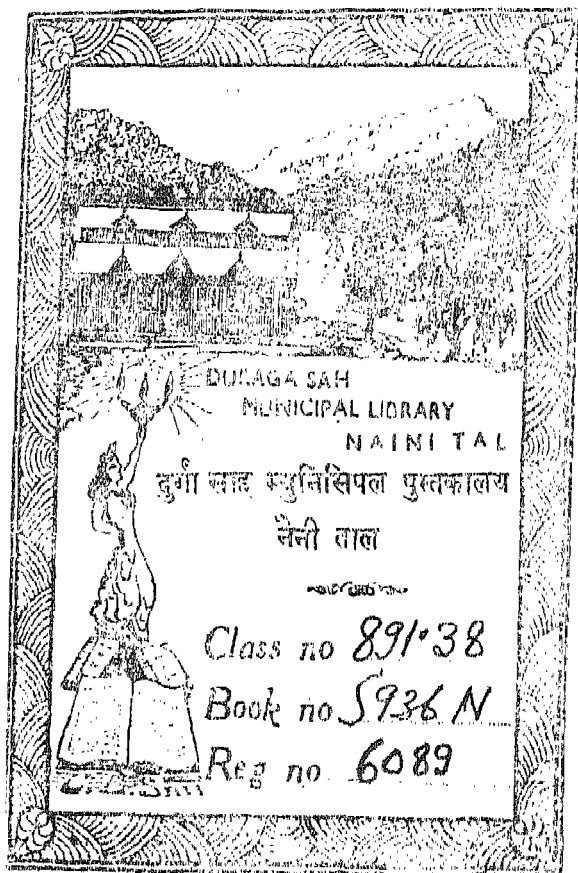 DURAGA SAH
MUNICIPAL LIBRARY
NAINI TAL
दुर्गा साह म्युनिसिपल पुस्तकालय
नैनी ताल
Class no 891.38
Book no S936N
Reg no 6089